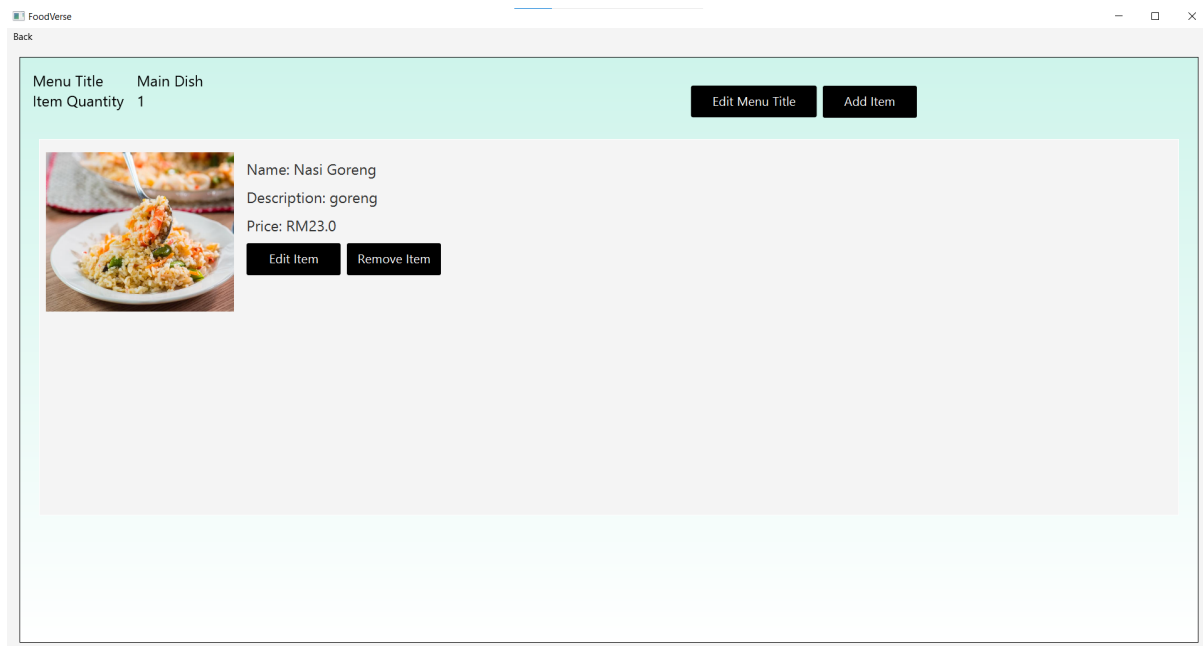 FoodVerse
Back
Menu Title Main Dish
Item Quantity 1
Edit Menu Title Add Item
Name: Nasi Goreng
Description: goreng
Price: RM23.0
Edit Item Remove Item